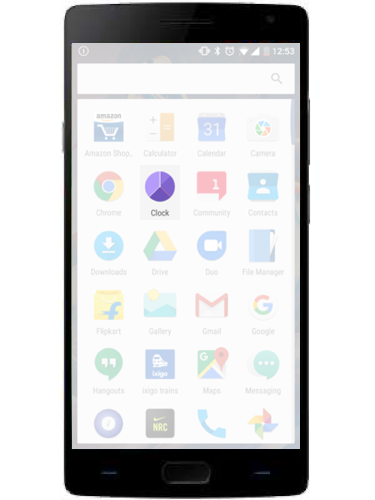 12:53
amazon
31
1
Amazon Shop..
Calculator
Calendar
Camera
Chrome
Clock
Community
Contacts
Downloads
Drive
Duo
File Manager
f
G
Flipkart
Gallery
Gmail
Google
ixigo
G
Hangouts
ixigo trains
Maps
Messaging
NRC